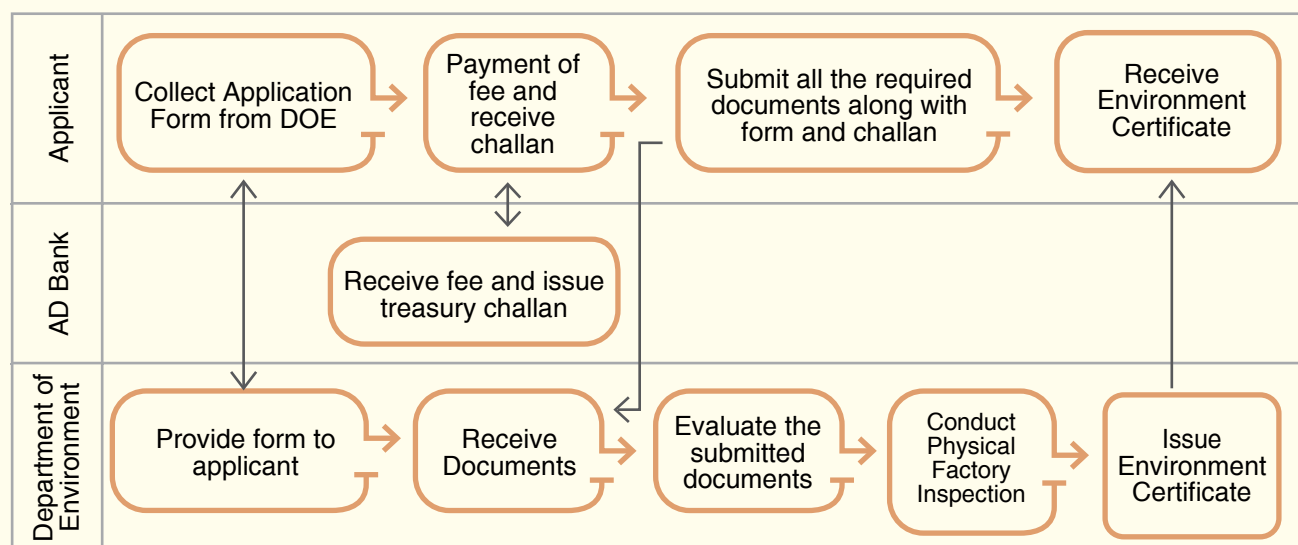 Applicant
Collect Application
Form from DOE
Payment of
fee and
receive
challan
Submit all the required
documents along with
form and challan
Receive
Environment
Certificate
AD Bank
Receive fee and issue
treasury challan
Department of
Environment
Provide form to
applicant
Receive
Documents
Evaluate the
submitted
documents
Conduct
Physical
Factory
Inspection
Issue
Environment
Certificate